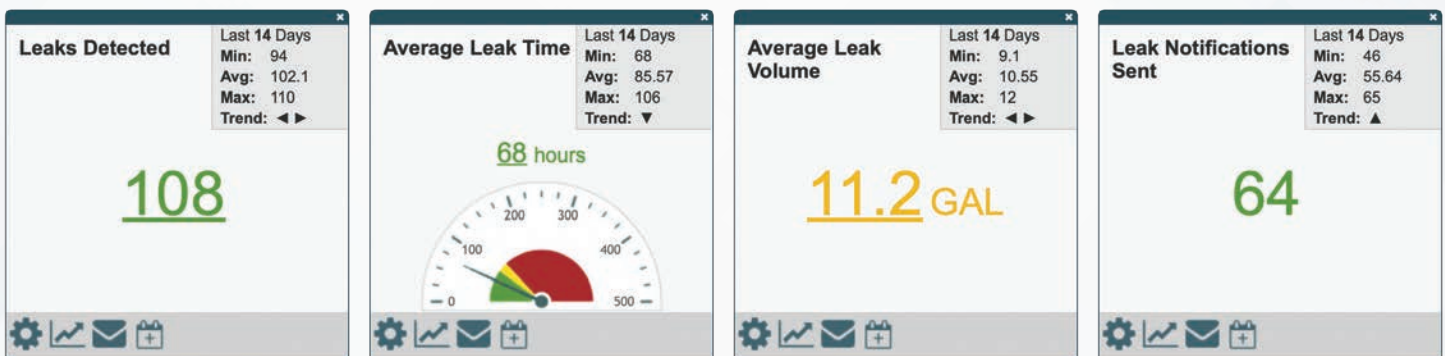 Leaks Detected
Last 14 Days
Min: 94
Avg: 102.1
Max: 110
Trend: ◄ ►
108
Average Leak Time
Last 14 Days
Min: 68
Avg: 85.57
Max: 106
Trend: ▼
68 hours
0
100
200
300
400
500
Average Leak
Volume
Last 14 Days
Min: 9.1
Avg: 10.55
Max: 12
Trend: ◄ ►
11.2 GAL
Leak Notifications
Sent
Last 14 Days
Min: 46
Avg: 55.64
Max: 65
Trend: ▲
64